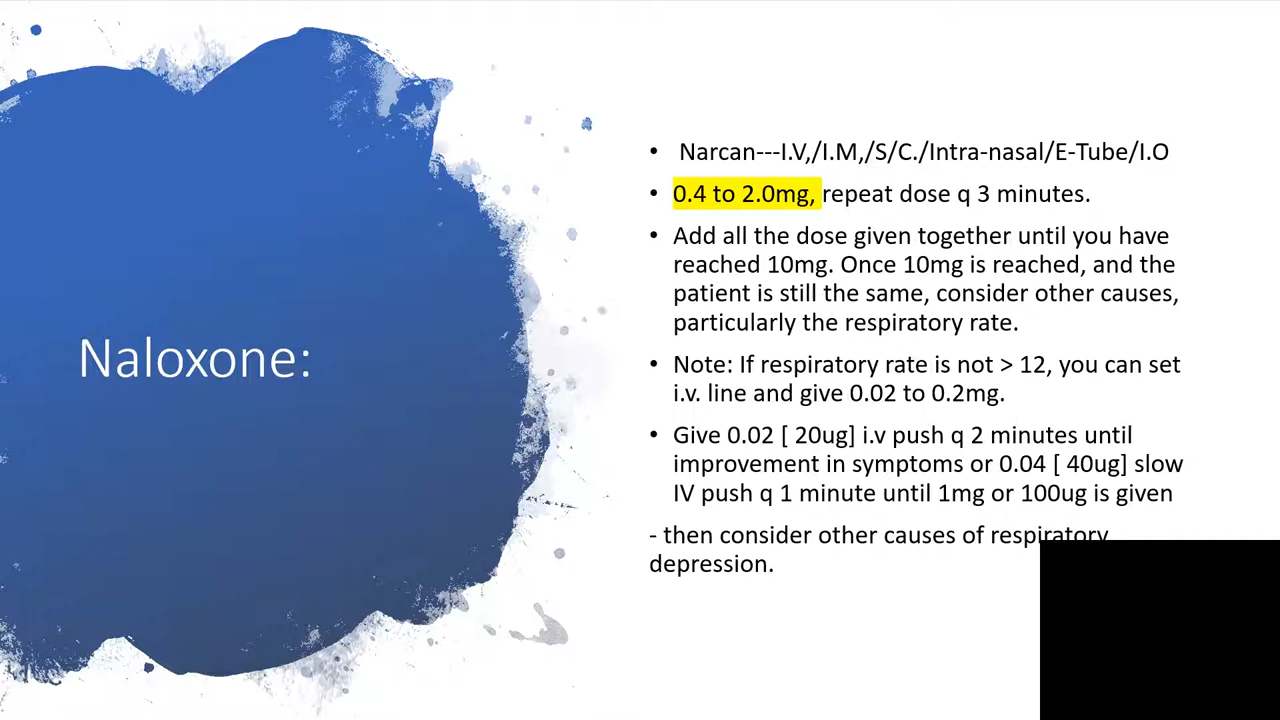 Naloxone:
• Narcan---I.V,/I.M,/S/C./Intra-nasal/E-Tube/I.O
• 0.4 to 2.0mg, repeat dose q 3 minutes.
• Add all the dose given together until you have
reached 10mg. Once 10mg is reached, and the
patient is still the same, consider other causes,
particularly the respiratory rate.
• Note: If respiratory rate is not > 12, you can set
i.v. line and give 0.02 to 0.2mg.
• Give 0.02 [ 20ug] i.v push q 2 minutes until
improvement in symptoms or 0.04 [ 40ug] slow
IV push q 1 minute until 1mg or 100ug is given
- then consider other causes of respiratory
depression.